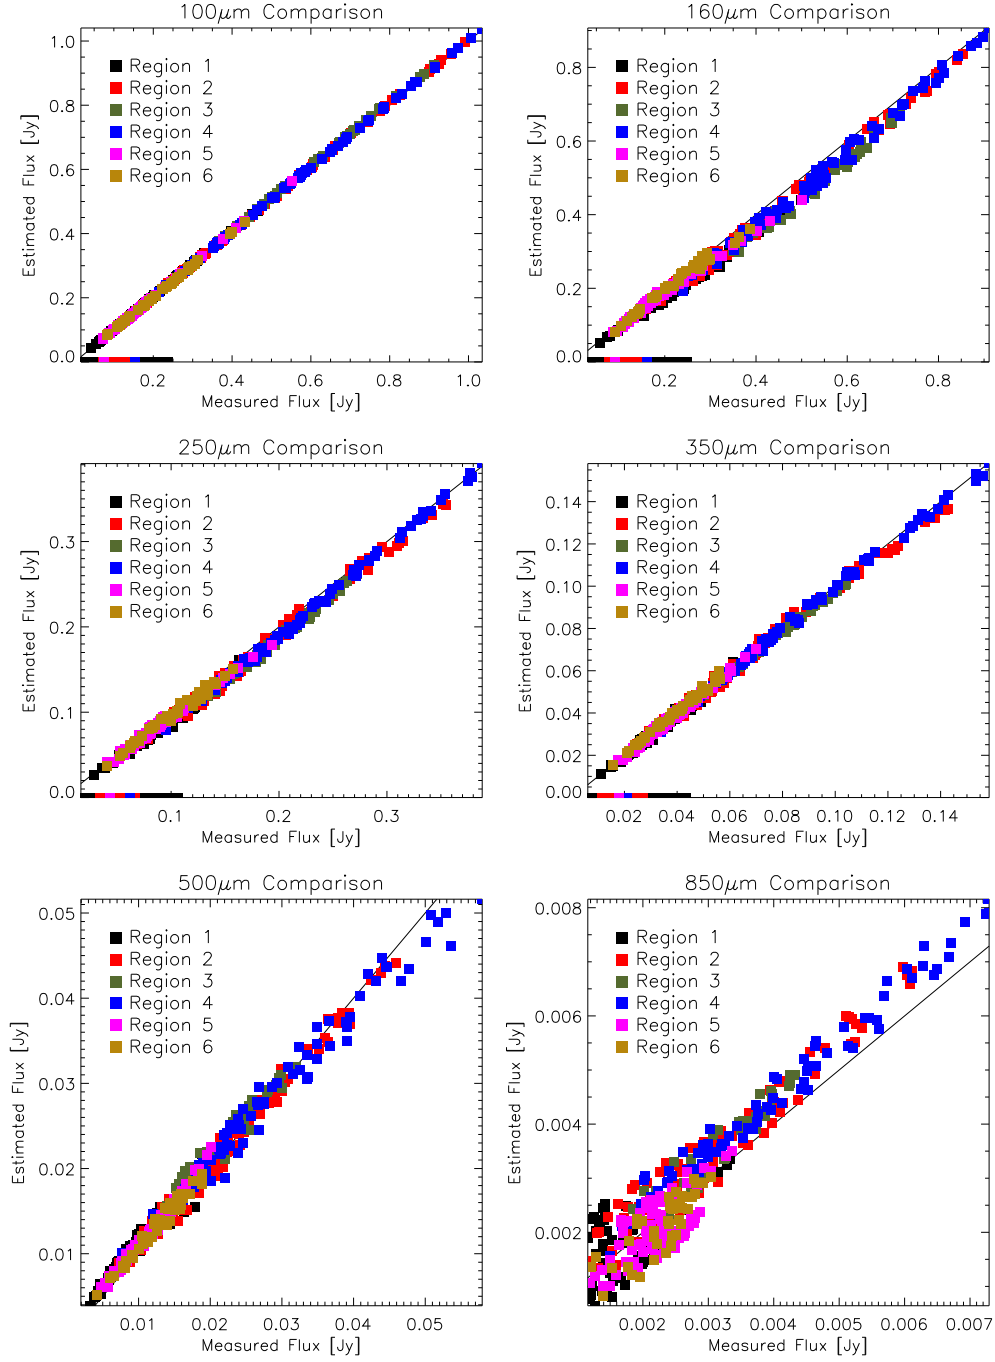 100μm Comparison
Estimated Flux [Jy]
1.0
0.8
0.6
0.4
0.2
0.0
Region 1
Region 2
Region 3
Region 4
Region 5
Region 6
0.2 0.4 0.6 0.8 1.0
Measured Flux [Jy]
160μm Comparison
Estimated Flux [Jy]
0.8
0.6
0.4
0.2
0.0
Region 1
Region 2
Region 3
Region 4
Region 5
Region 6
0.2 0.4 0.6 0.8
Measured Flux [Jy]
250μm Comparison
Estimated Flux [Jy]
0.3
0.2
0.1
0.0
Region 1
Region 2
Region 3
Region 4
Region 5
Region 6
0.1 0.2 0.3
Measured Flux [Jy]
350μm Comparison
Estimated Flux [Jy]
0.14
0.12
0.10
0.08
0.06
0.04
0.02
0.00
Region 1
Region 2
Region 3
Region 4
Region 5
Region 6
0.02 0.04 0.06 0.08 0.10 0.12 0.14
Measured Flux [Jy]
500μm Comparison
Estimated Flux [Jy]
0.05
0.04
0.03
0.02
0.01
Region 1
Region 2
Region 3
Region 4
Region 5
Region 6
0.01 0.02 0.03 0.04 0.05
Measured Flux [Jy]
850μm Comparison
Estimated Flux [Jy]
0.008
0.006
0.004
0.002
Region 1
Region 2
Region 3
Region 4
Region 5
Region 6
0.002 0.003 0.004 0.005 0.006 0.007
Measured Flux [Jy]